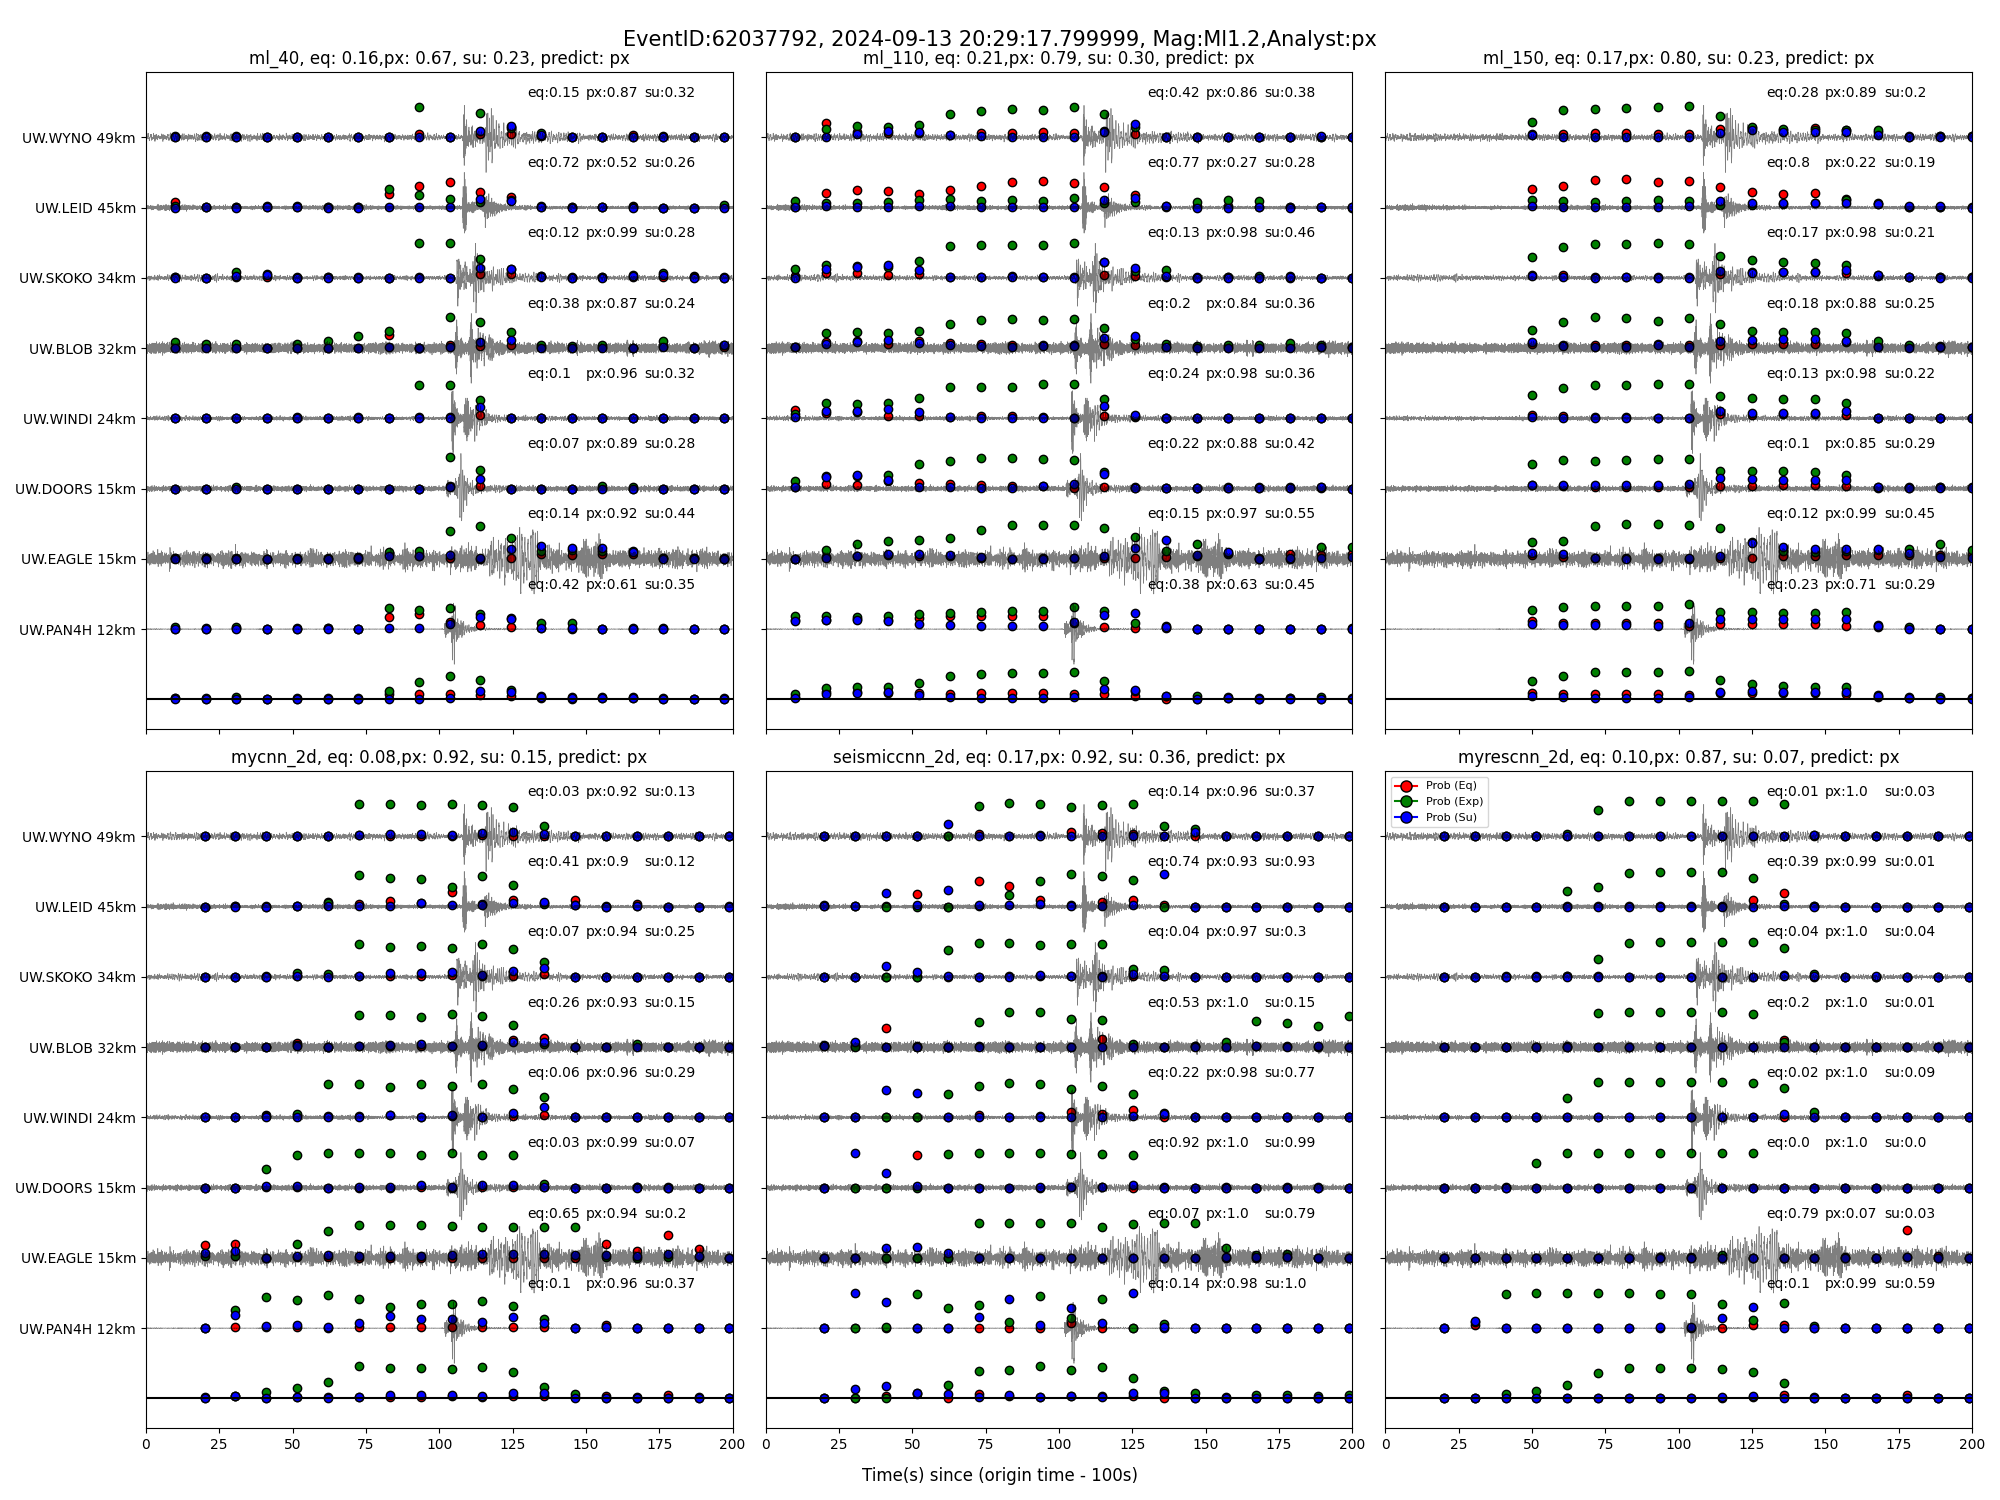 EventID:62037792, 2024-09-13 20:29:17.799999, Mag:Ml1.2,Analyst:px
ml_40, eq: 0.16,px: 0.67, su: 0.23, predict: px
eq:0.15 px:0.87 su:0.32
UW.WYNO 49km
eq:0.72 px:0.52 su:0.26
UW.LEID 45km
eq:0.12 px:0.99 su:0.28
UW.SKOKO 34km
eq:0.38 px:0.87 su:0.24
UW.BLOB 32km
eq:0.1 px:0.96 su:0.32
UW.WINDI 24km
eq:0.07 px:0.89 su:0.28
UW.DOORS 15km
eq:0.14 px:0.92 su:0.44
UW.EAGLE 15km
eq:0.42 px:0.61 su:0.35
UW.PAN4H 12km
ml_110, eq: 0.21,px: 0.79, su: 0.30, predict: px
eq:0.42 px:0.86 su:0.38
eq:0.77 px:0.27 su:0.28
eq:0.13 px:0.98 su:0.46
eq:0.2 px:0.84 su:0.36
eq:0.24 px:0.98 su:0.36
eq:0.22 px:0.88 su:0.42
eq:0.15 px:0.97 su:0.55
eq:0.38 px:0.63 su:0.45
ml_150, eq: 0.17,px: 0.80, su: 0.23, predict: px
eq:0.28 px:0.89 su:0.2
eq:0.8 px:0.22 su:0.19
eq:0.17 px:0.98 su:0.21
eq:0.18 px:0.88 su:0.25
eq:0.13 px:0.98 su:0.22
eq:0.1 px:0.85 su:0.29
eq:0.12 px:0.99 su:0.45
eq:0.23 px:0.71 su:0.29
mycnn_2d, eq: 0.08,px: 0.92, su: 0.15, predict: px
eq:0.03 px:0.92 su:0.13
UW.WYNO 49km
eq:0.41 px:0.9 su:0.12
UW.LEID 45km
eq:0.07 px:0.94 su:0.25
UW.SKOKO 34km
eq:0.26 px:0.93 su:0.15
UW.BLOB 32km
eq:0.06 px:0.96 su:0.29
UW.WINDI 24km
eq:0.03 px:0.99 su:0.07
UW.DOORS 15km
eq:0.65 px:0.94 su:0.2
UW.EAGLE 15km
eq:0.1 px:0.96 su:0.37
UW.PAN4H 12km
0 25 50 75 100 125 150 175 200
seismiccnn_2d, eq: 0.17,px: 0.92, su: 0.36, predict: px
eq:0.14 px:0.96 su:0.37
eq:0.74 px:0.93 su:0.93
eq:0.04 px:0.97 su:0.3
eq:0.53 px:1.0 su:0.15
eq:0.22 px:0.98 su:0.77
eq:0.92 px:1.0 su:0.99
eq:0.07 px:1.0 su:0.79
eq:0.14 px:0.98 su:1.0
0 25 50 75 100 125 150 175 200
myrescnn_2d, eq: 0.10,px: 0.87, su: 0.07, predict: px
Prob (Eq)
Prob (Exp)
Prob (Su)
eq:0.01 px:1.0 su:0.03
eq:0.39 px:0.99 su:0.01
eq:0.04 px:1.0 su:0.04
eq:0.2 px:1.0 su:0.01
eq:0.02 px:1.0 su:0.09
eq:0.0 px:1.0 su:0.0
eq:0.79 px:0.07 su:0.03
eq:0.1 px:0.99 su:0.59
0 25 50 75 100 125 150 175 200
Time(s) since (origin time - 100s)